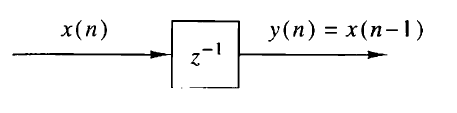 x(n)
z⁻¹
y(n) = x(n−1)